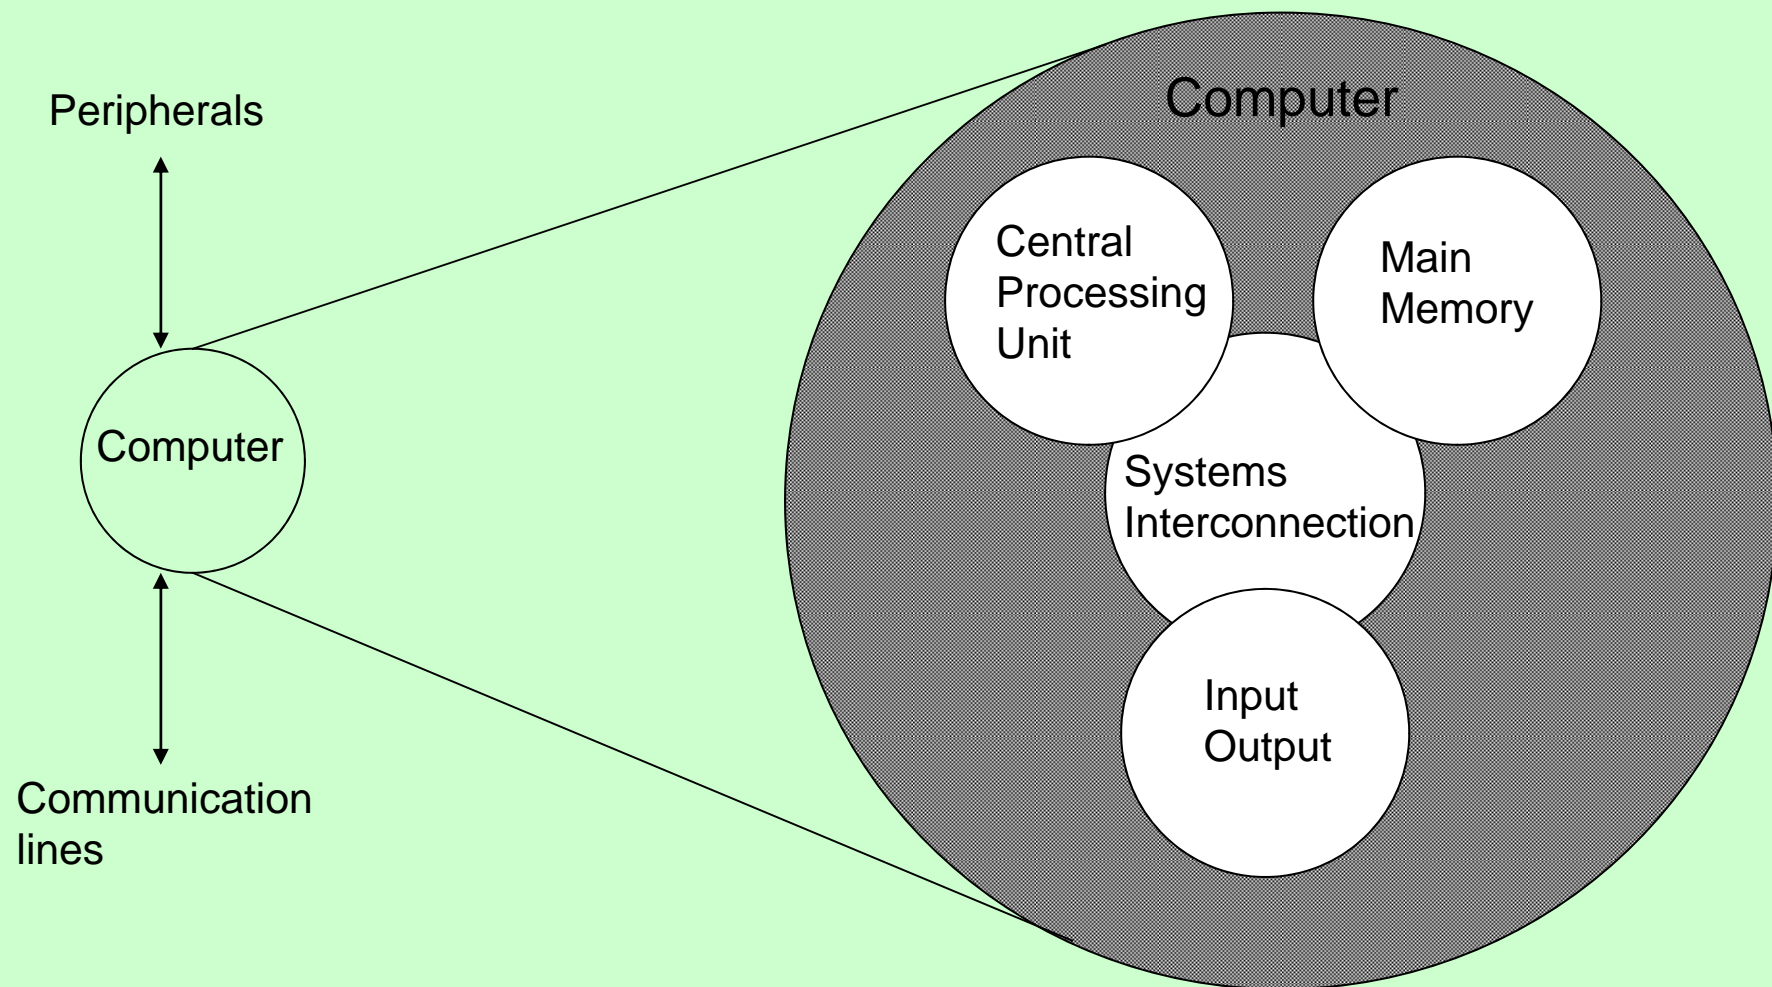 Peripherals
Computer
Communication
lines
Computer
Central
Processing
Unit
Main
Memory
Systems
Interconnection
Input
Output